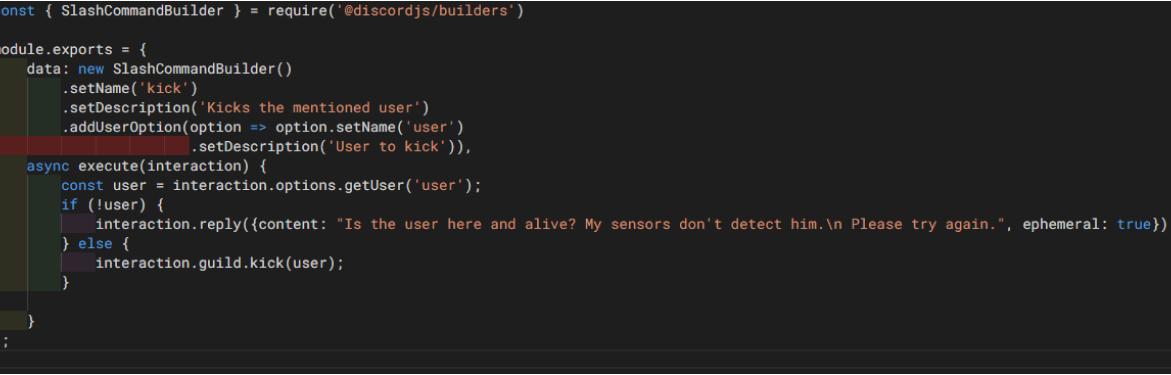 onst { SlashCommandBuilder } = require('@discordjs/builders')
odule.exports = {
data: new SlashCommandBuilder()
.setName('kick')
.setDescription('Kicks the mentioned user')
.addUserOption(option => option.setName('user')
.setDescription('User to kick')),
async execute(interaction) {
const user = interaction.options.getUser('user');
if (!user) {
interaction.reply({content: "Is the user here and alive? My sensors don't detect him.\n Please try again.", ephemeral: true})
} else {
interaction.guild.kick(user);
}
}
;